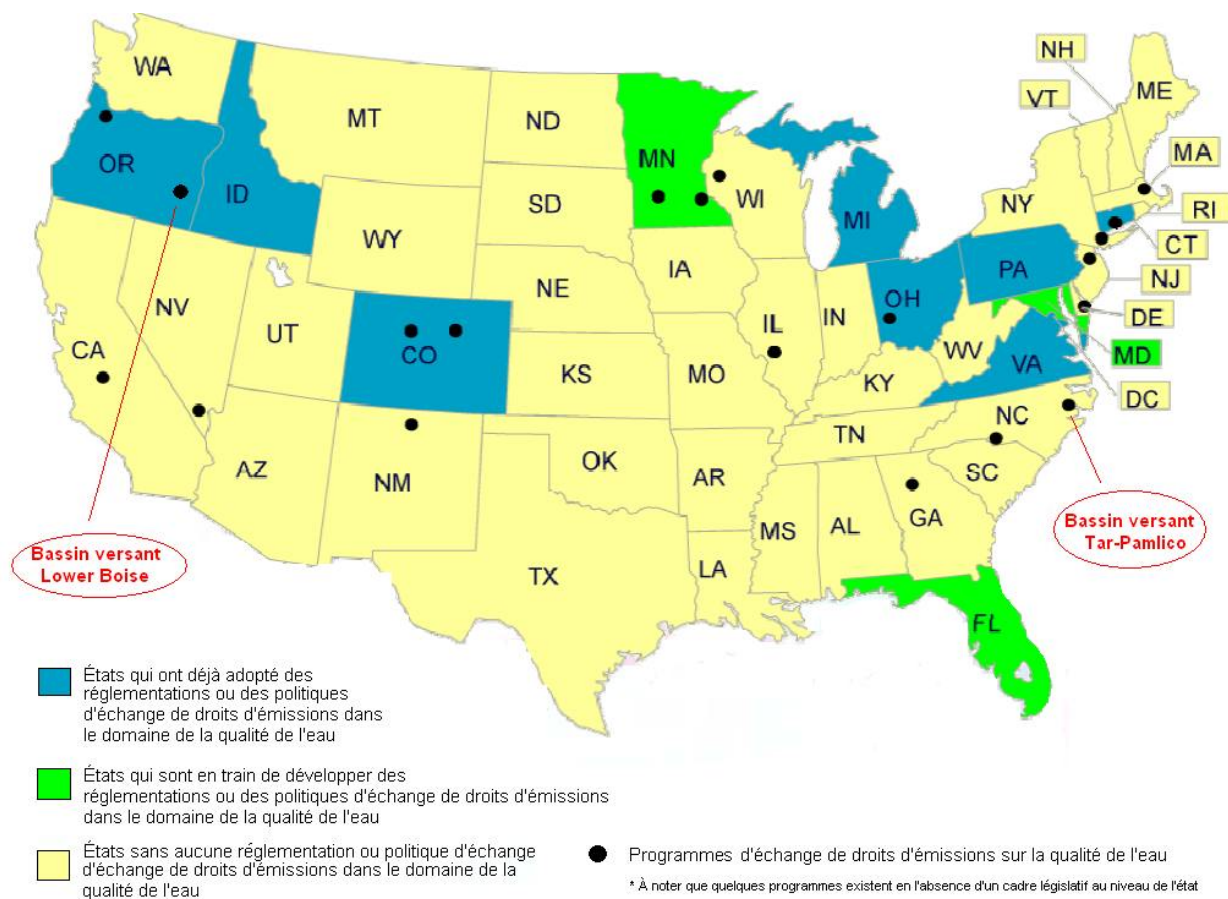 WA
MT
ND
MN
OR
ID
SD
WI
WY
MI
NH
VT
ME
MA
NY
RI
CT
IA
PA
NV
NE
NJ
OH
CA
UT
CO
IL
IN
DE
WV
VA
MD
KS
MO
KY
DC
NC
TN
AZ
NM
OK
AR
SC
MS
AL
GA
TX
LA
FL
Bassin versant
Lower Boise
Bassin versant
Tar-Pamlico
États qui ont déjà adopté des
réglementations ou des politiques
d'échange de droits d'émissions dans
le domaine de la qualité de l'eau
États qui sont en train de développer des
réglementations ou des politiques d'échange de droits d'émissions
dans le domaine de la qualité de l'eau
États sans aucune réglementation ou politique d'échange
d'échange de droits d'émissions dans le domaine de la
qualité de l'eau
Programmes d'échange de droits d'émissions sur la qualité de l'eau
* À noter que quelques programmes existent en l'absence d'un cadre législatif au niveau de l'état